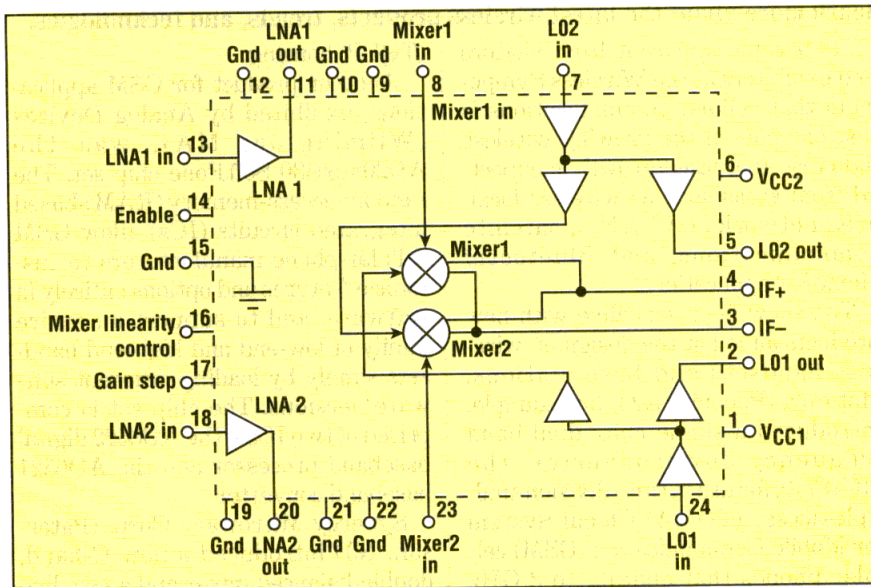 LNA1
out
Mixer1
in
LO2
in
Gnd
Gnd
Gnd
12
11
10
9
8
7
Mixer1 in
LNA1 in
13
LNA 1
6
VCC2
Enable
14
5
LO2 out
Gnd
15
Mixer1
4
IF+
Mixer linearity
control
16
3
IF−
Mixer2
2
LO1 out
Gain step
17
LNA2 in
18
LNA 2
1
VCC1
19
20
21
22
23
24
Gnd
LNA2
out
Gnd
Gnd
Mixer2
in
LO1 in